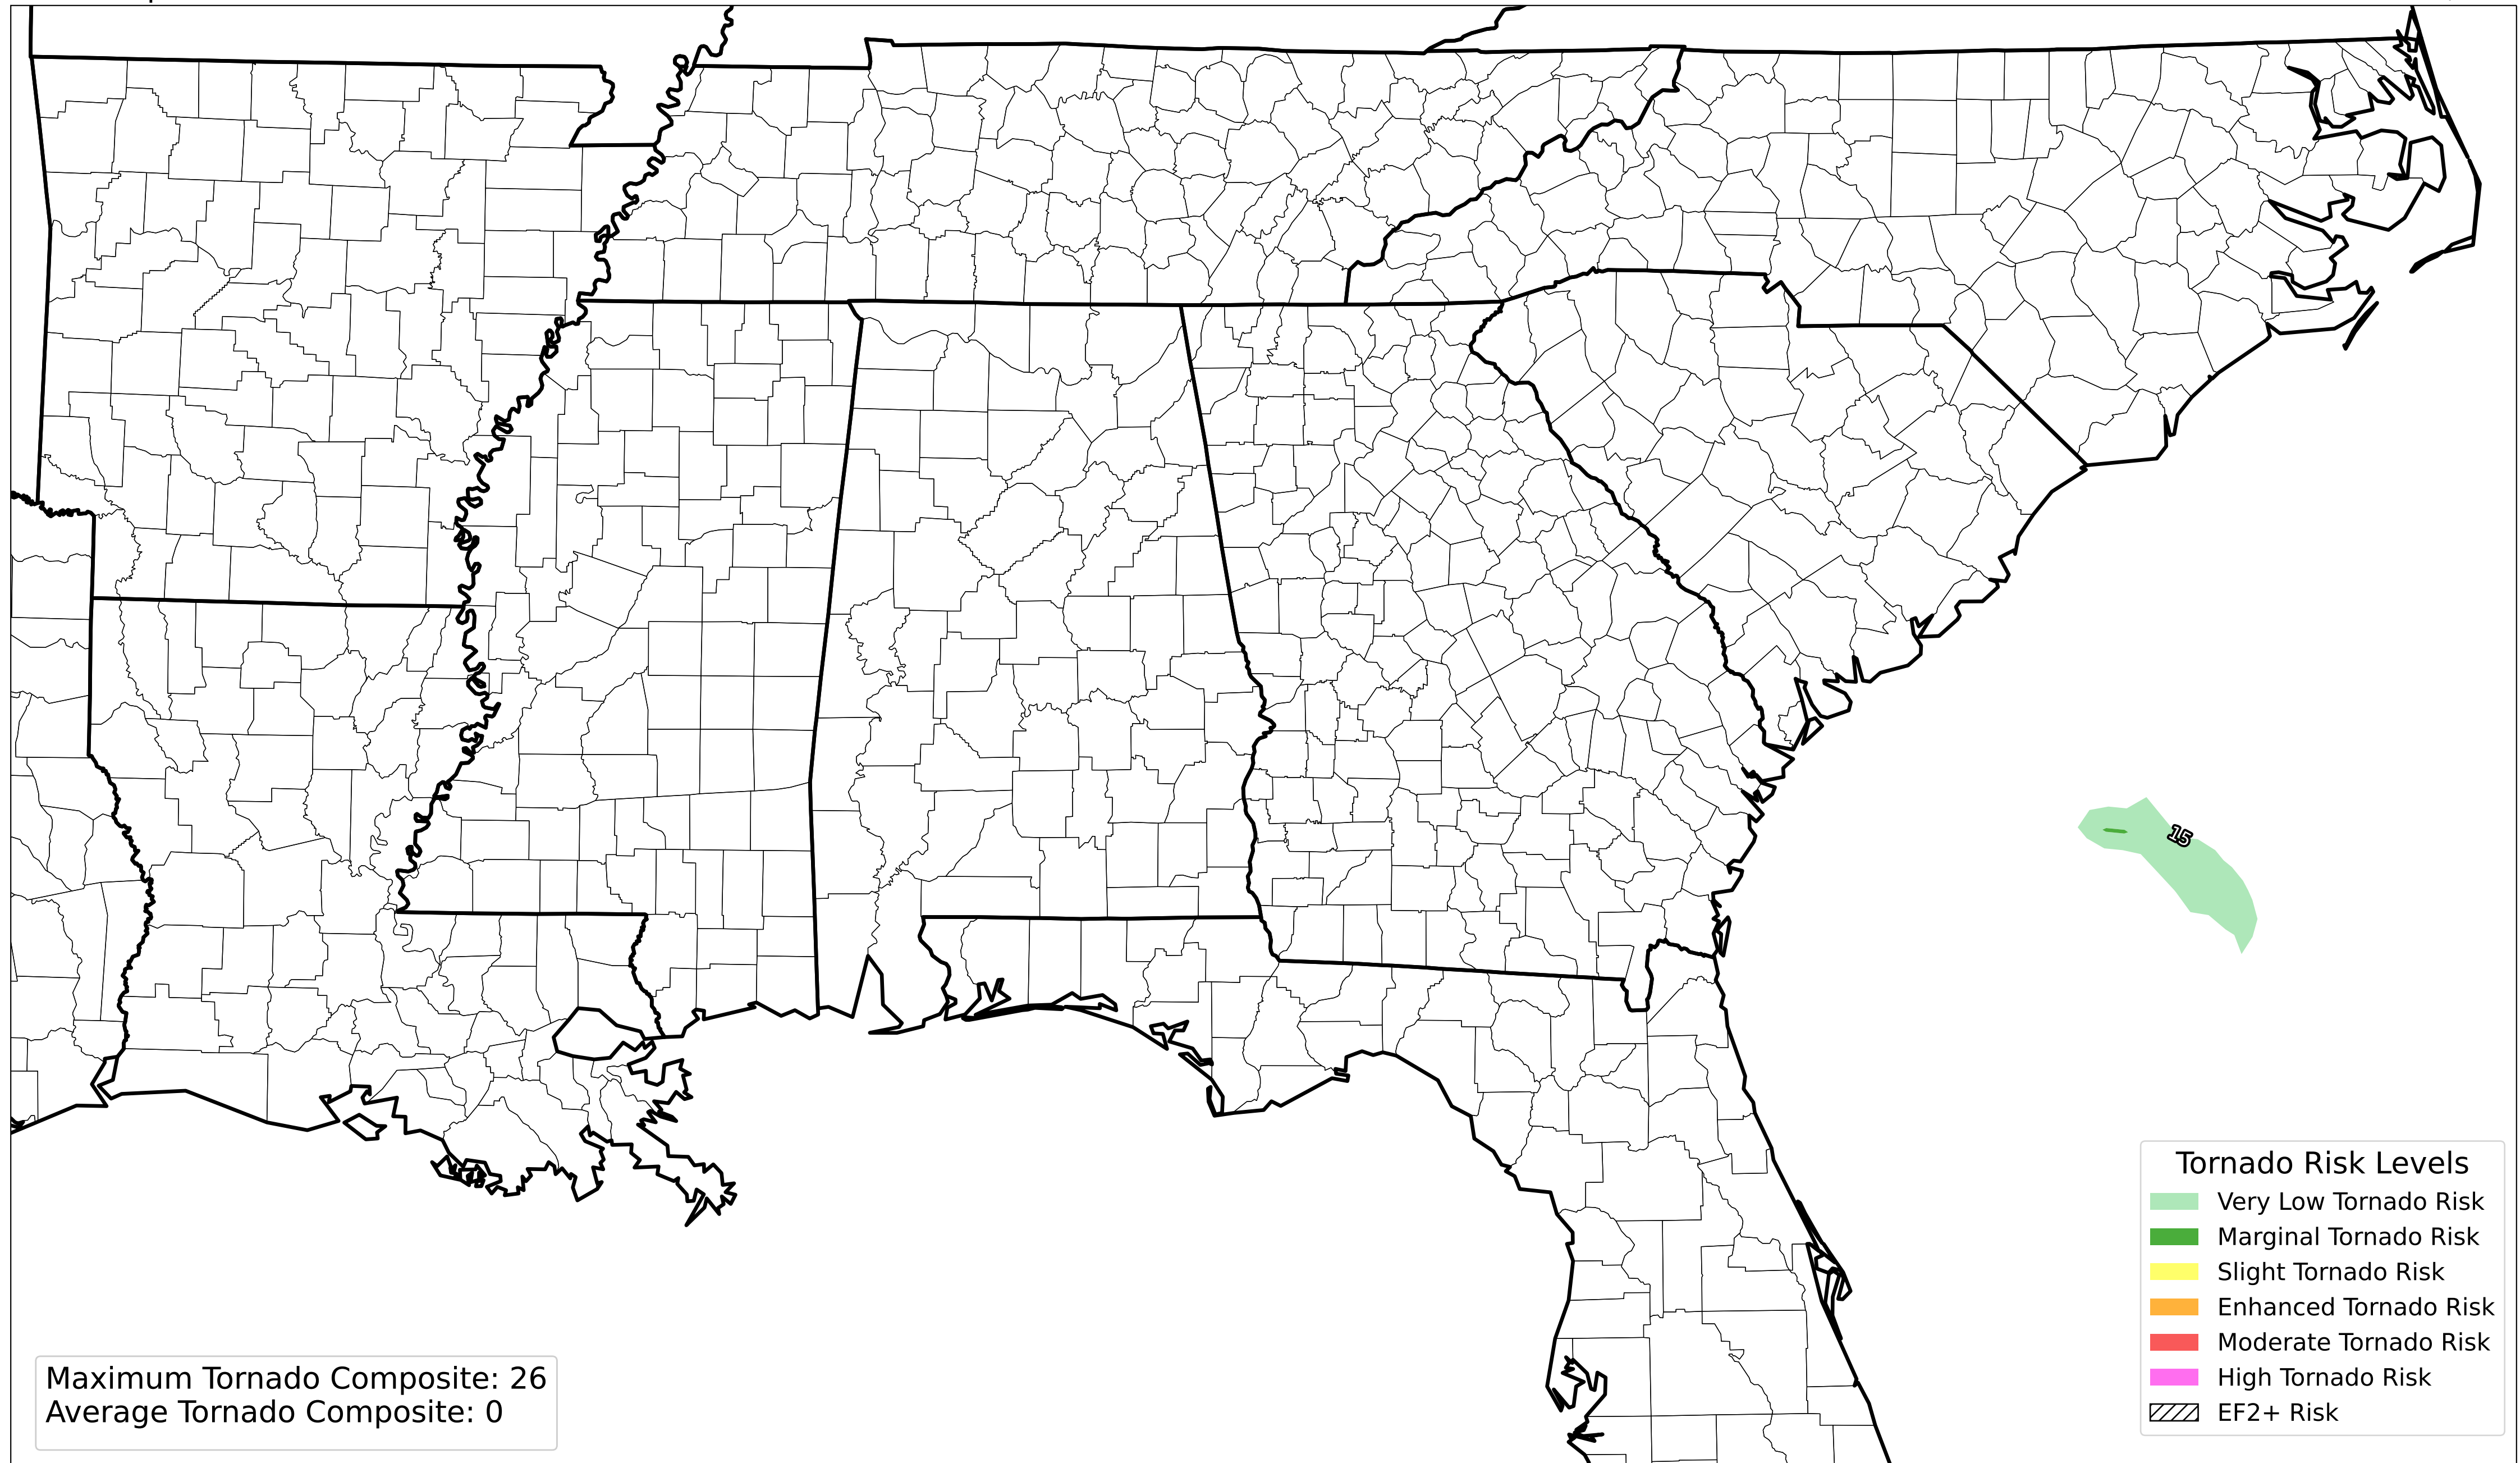 15
Tornado Risk Levels
Very Low Tornado Risk
Marginal Tornado Risk
Slight Tornado Risk
Enhanced Tornado Risk
Moderate Tornado Risk
High Tornado Risk
EF2+ Risk
Maximum Tornado Composite: 26
Average Tornado Composite: 0